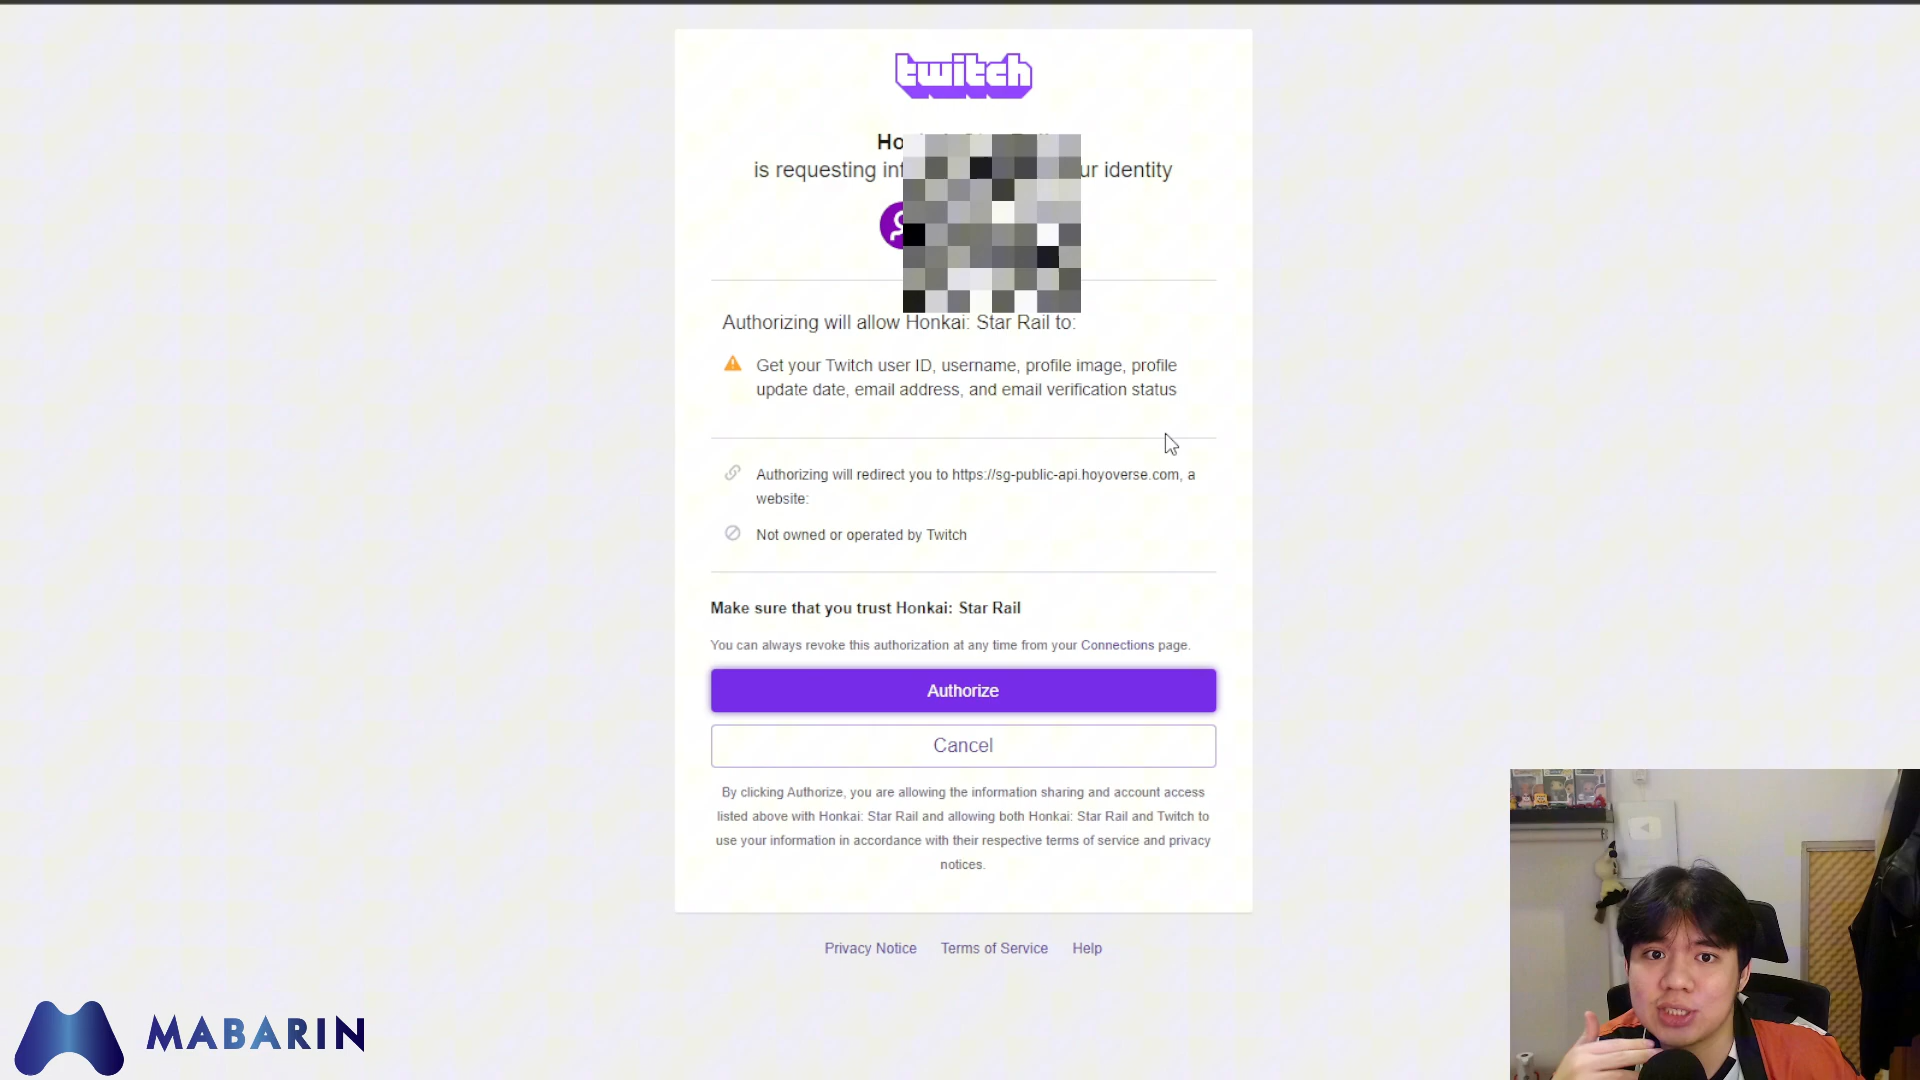 twitch
Ho
is requesting in ur identity
Authorizing will allow Honkai: Star Rail to:
Get your Twitch user ID, username, profile image, profile
update date, email address, and email verification status
Authorizing will redirect you to https://sg-public-api.hoyoverse.com, a
website:
Not owned or operated by Twitch
Make sure that you trust Honkai: Star Rail
You can always revoke this authorization at any time from your Connections page.
Authorize
Cancel
By clicking Authorize, you are allowing the information sharing and account access
listed above with Honkai: Star Rail and allowing both Honkai: Star Rail and Twitch to
use your information in accordance with their respective terms of service and privacy
notices.
Privacy Notice Terms of Service Help
MABARIN